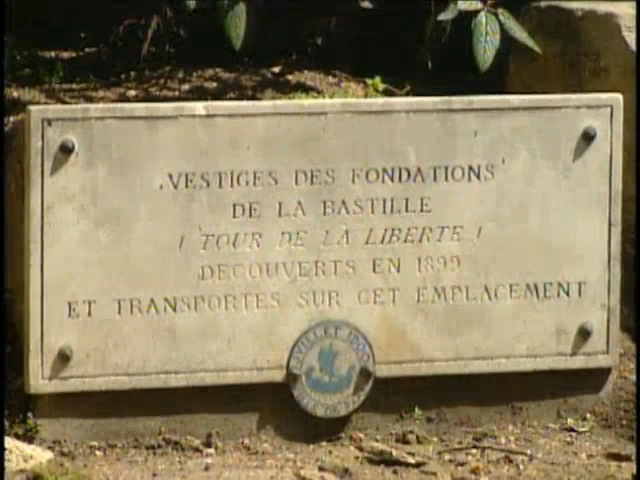 VESTIGES DES FONDATIONS
DE LA BASTILLE
( TOUR DE LA LIBERTE )
DECOUVERTS EN 1899
ET TRANSPORTES SUR CET EMPLACEMENT